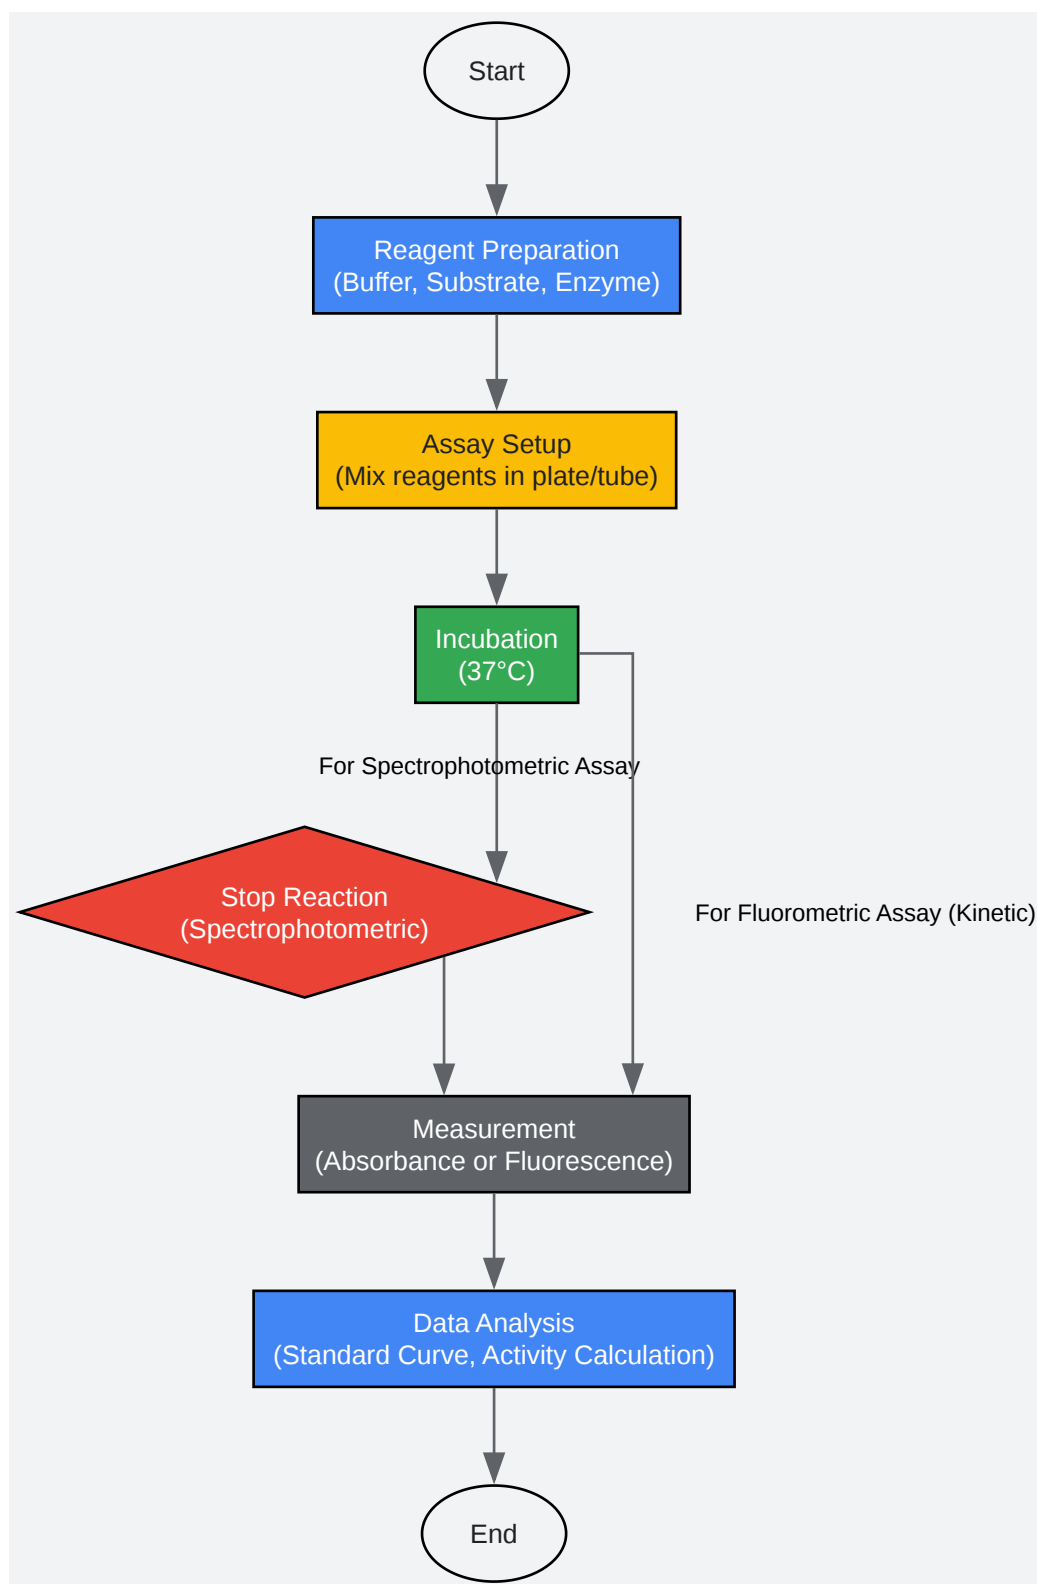 Start
Reagent Preparation
(Buffer, Substrate, Enzyme)
Assay Setup
(Mix reagents in plate/tube)
Incubation
(37°C)
For Spectrophotometric Assay
Stop Reaction
(Spectrophotometric)
For Fluorometric Assay (Kinetic)
Measurement
(Absorbance or Fluorescence)
Data Analysis
(Standard Curve, Activity Calculation)
End